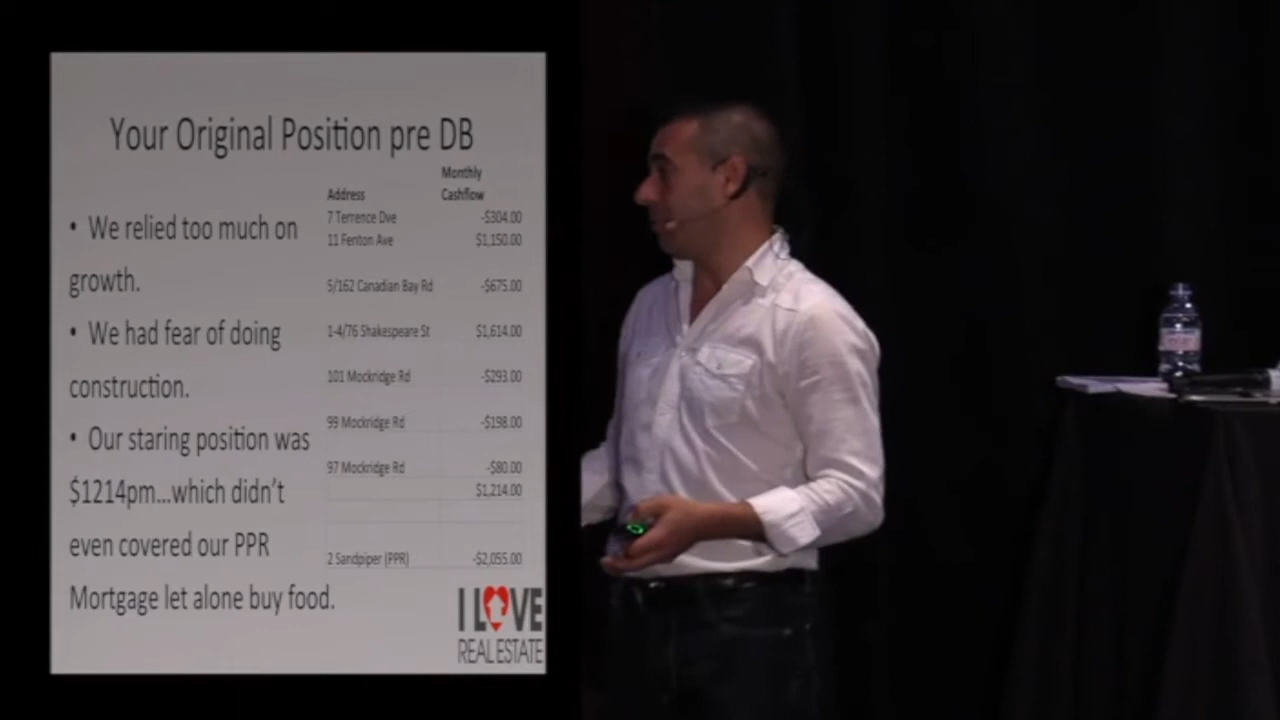 Your Original Position pre DB
• We relied too much on
growth.
• We had fear of doing
construction.
• Our staring position was
$1214pm...which didn't
even covered our PPR
Mortgage let alone buy food.
Monthly
Address Cashflow
7 Terrence Dve -$304.00
11 Fenton Ave $1,150.00
5/162 Canadian Bay Rd -$675.00
1-4/76 Shakespeare St $1,614.00
101 Mockridge Rd -$293.00
99 Mockridge Rd -$198.00
97 Mockridge Rd -$80.00
$1,214.00
2 Sandpiper (PPR) -$2,055.00
I LOVE
REAL ESTATE